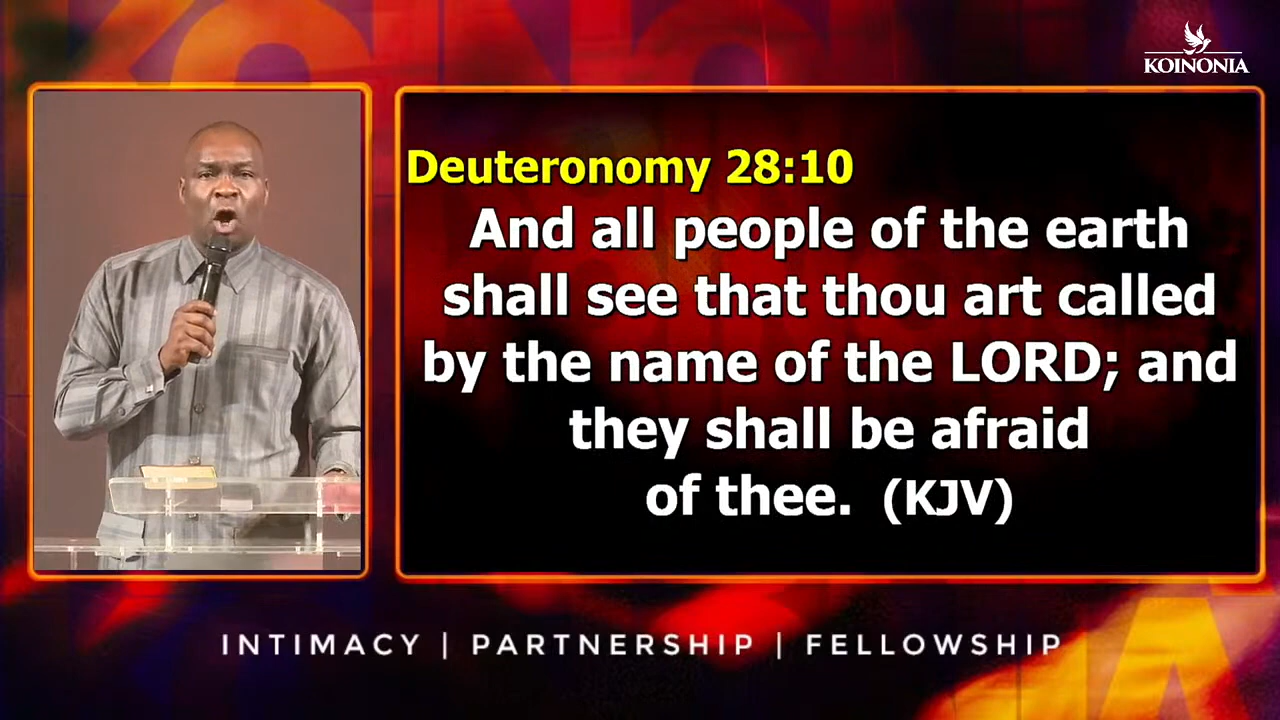 KOINONIA
Deuteronomy 28:10
And all people of the earth
shall see that thou art called
by the name of the LORD; and
they shall be afraid
of thee. (KJV)
INTIMACY | PARTNERSHIP | FELLOWSHIP